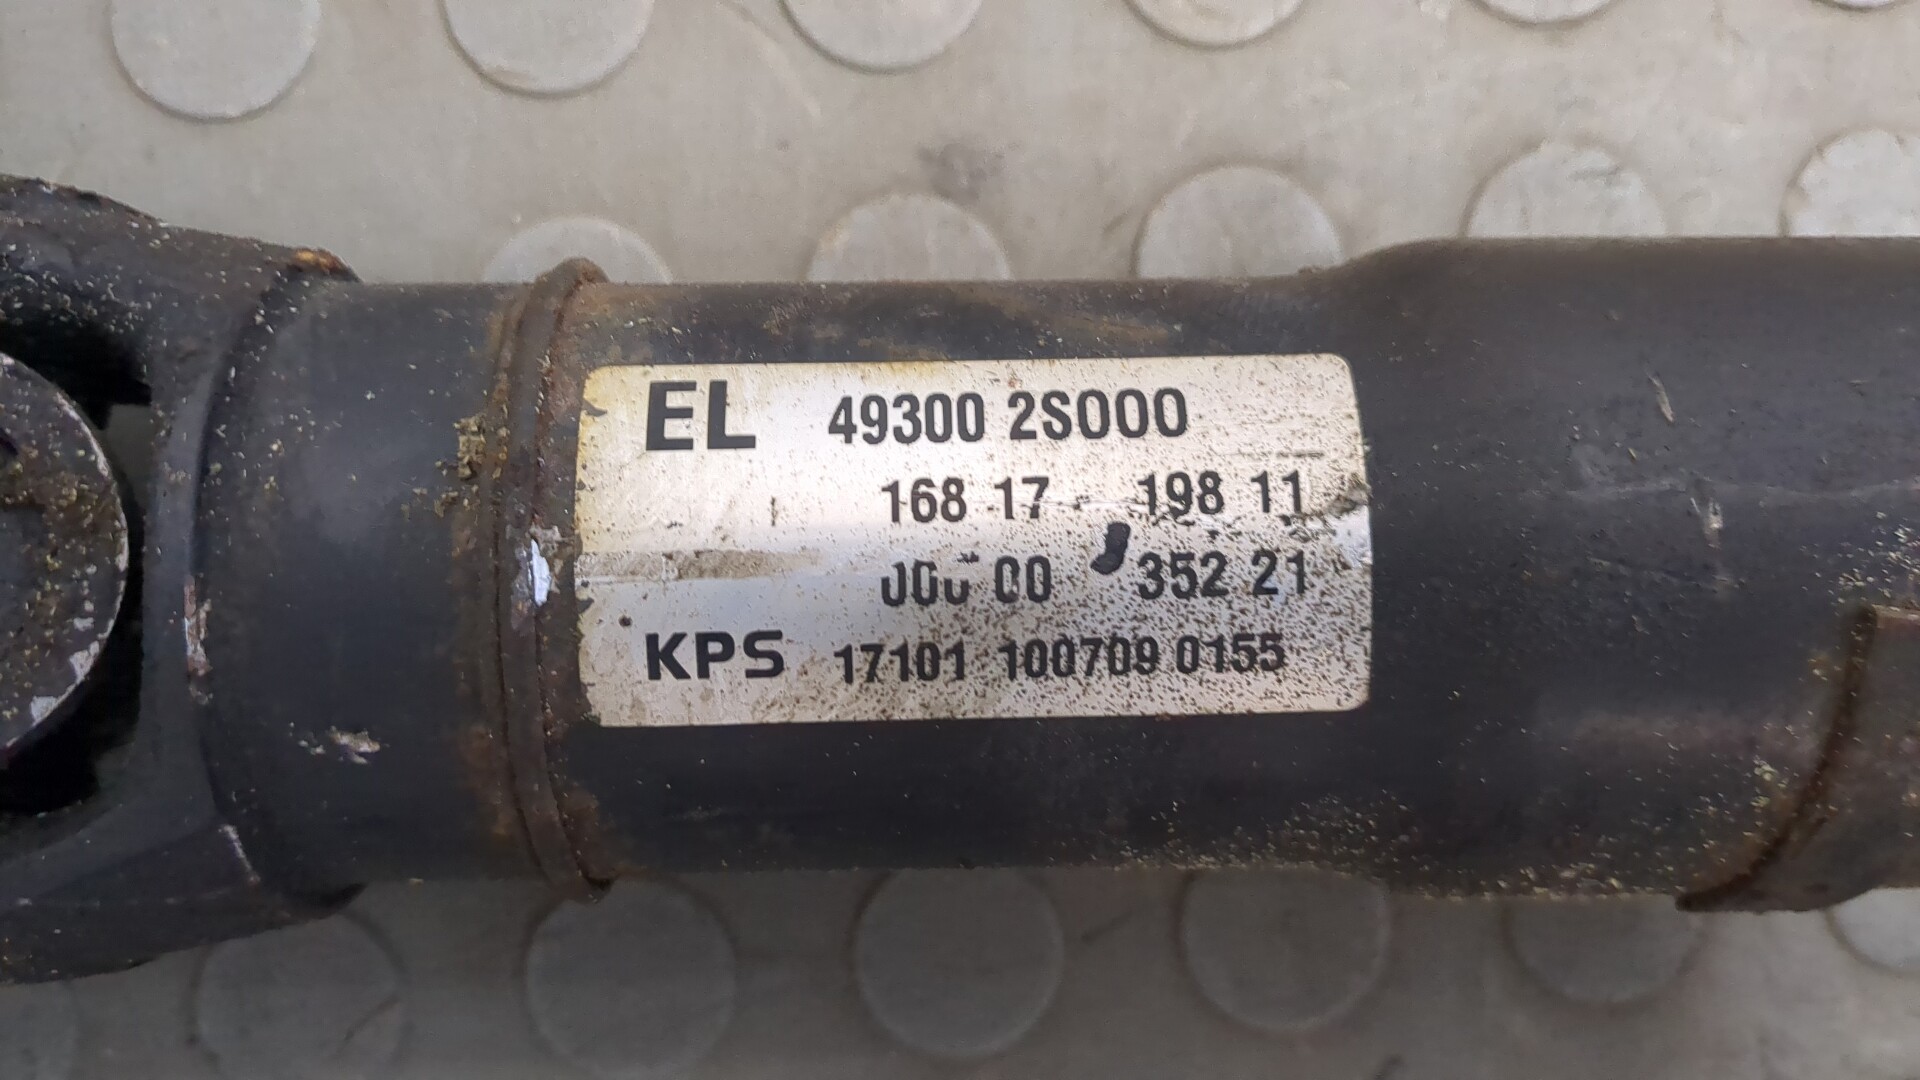 EL 49300 2S000
168 17 198 11
00 352 21
KPS 17101 100709 0155